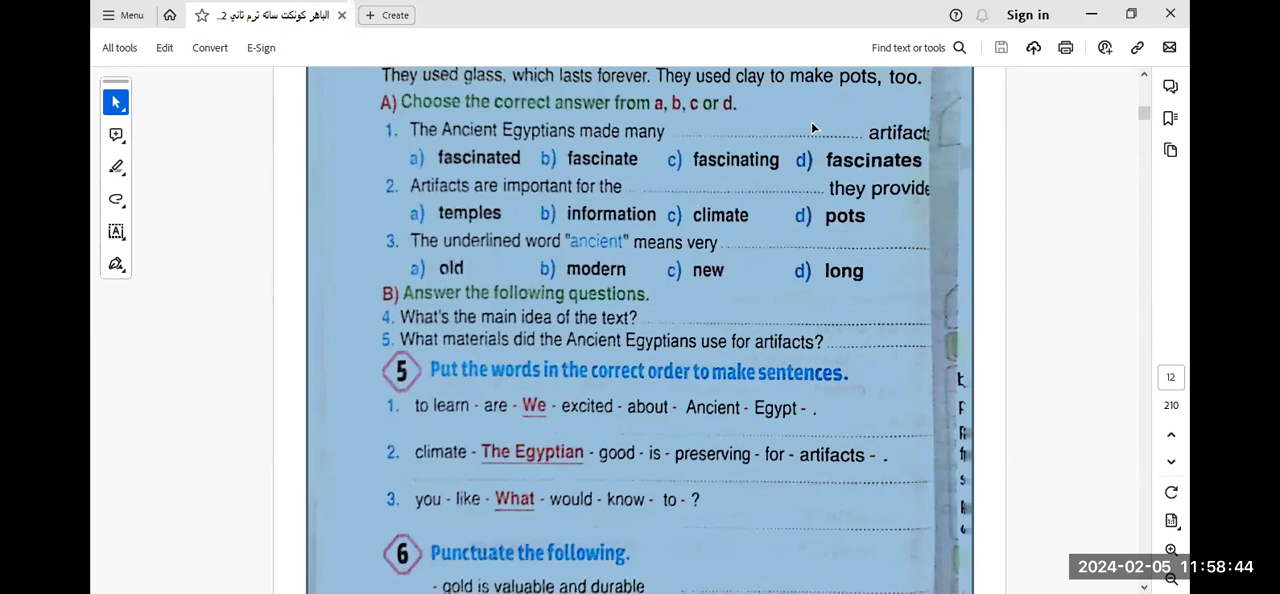 Menu
الباهر كونكت ساتة ترم تاني 2...
Create
Sign in
All tools Edit Convert E-Sign
Find text or tools
They used glass, which lasts forever. They used clay to make pots, too.
A) Choose the correct answer from a, b, c or d.
1. The Ancient Egyptians made many ........................ artifact
a) fascinated b) fascinate c) fascinating d) fascinates
2. Artifacts are important for the ........................ they provide
a) temples b) information c) climate d) pots
3. The underlined word "ancient" means very ........................
a) old b) modern c) new d) long
B) Answer the following questions.
4. What's the main idea of the text? ........................
5. What materials did the Ancient Egyptians use for artifacts? ............
5 Put the words in the correct order to make sentences.
1. to learn - are - We - excited - about - Ancient - Egypt - .
2. climate - The Egyptian - good - is - preserving - for - artifacts - .
3. you - like - What - would - know - to - ?
6 Punctuate the following.
- gold is valuable and durable
12
210
2024-02-05 11:58:44